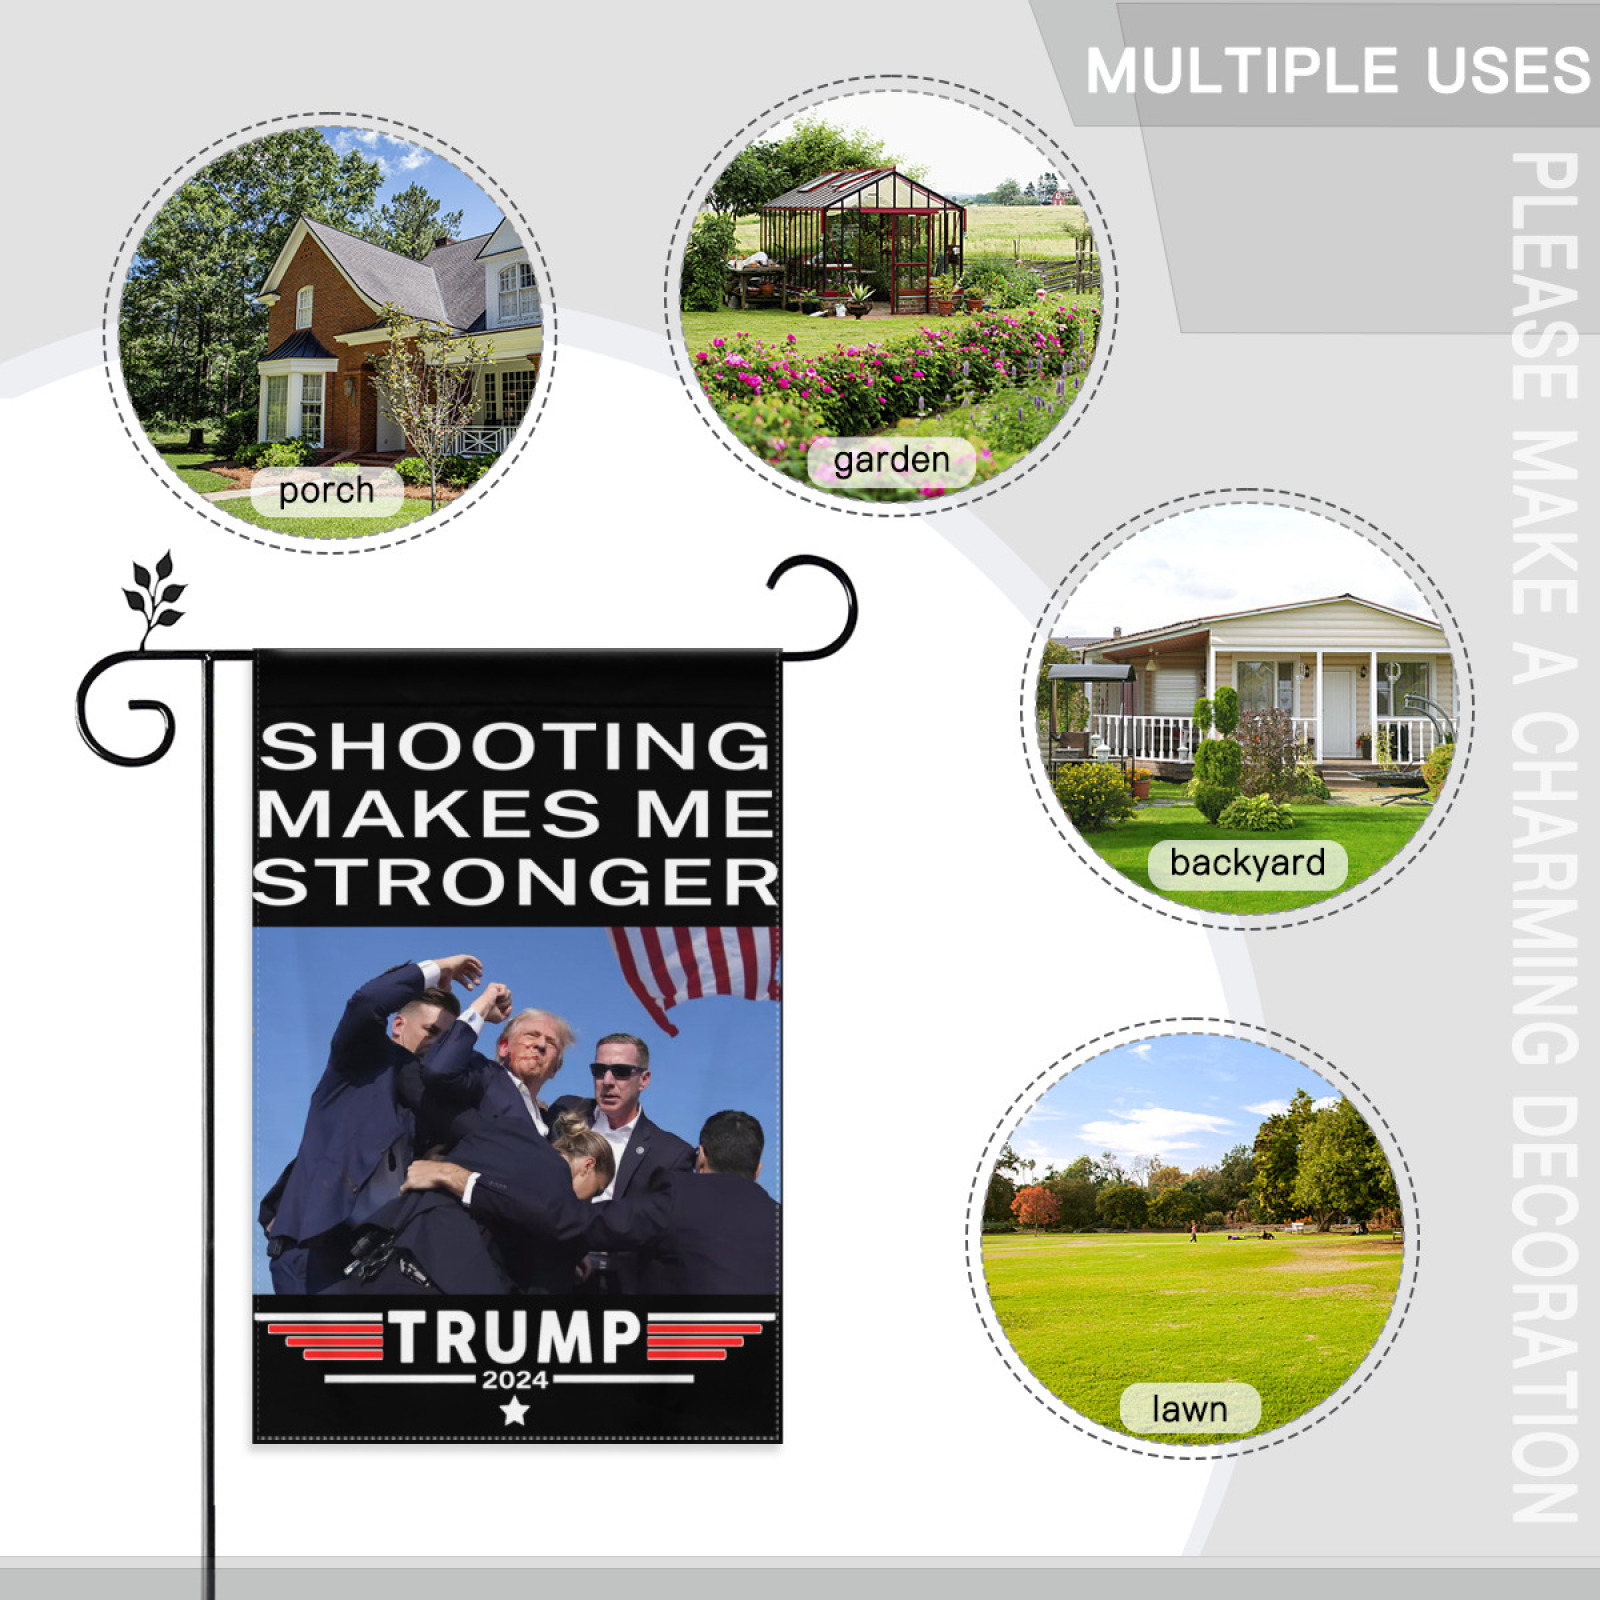 MULTIPLE USES
PLEASE MAKE A CHARMING DECORATION
porch
garden
backyard
lawn
SHOOTING
MAKES ME
STRONGER
TRUMP
2024